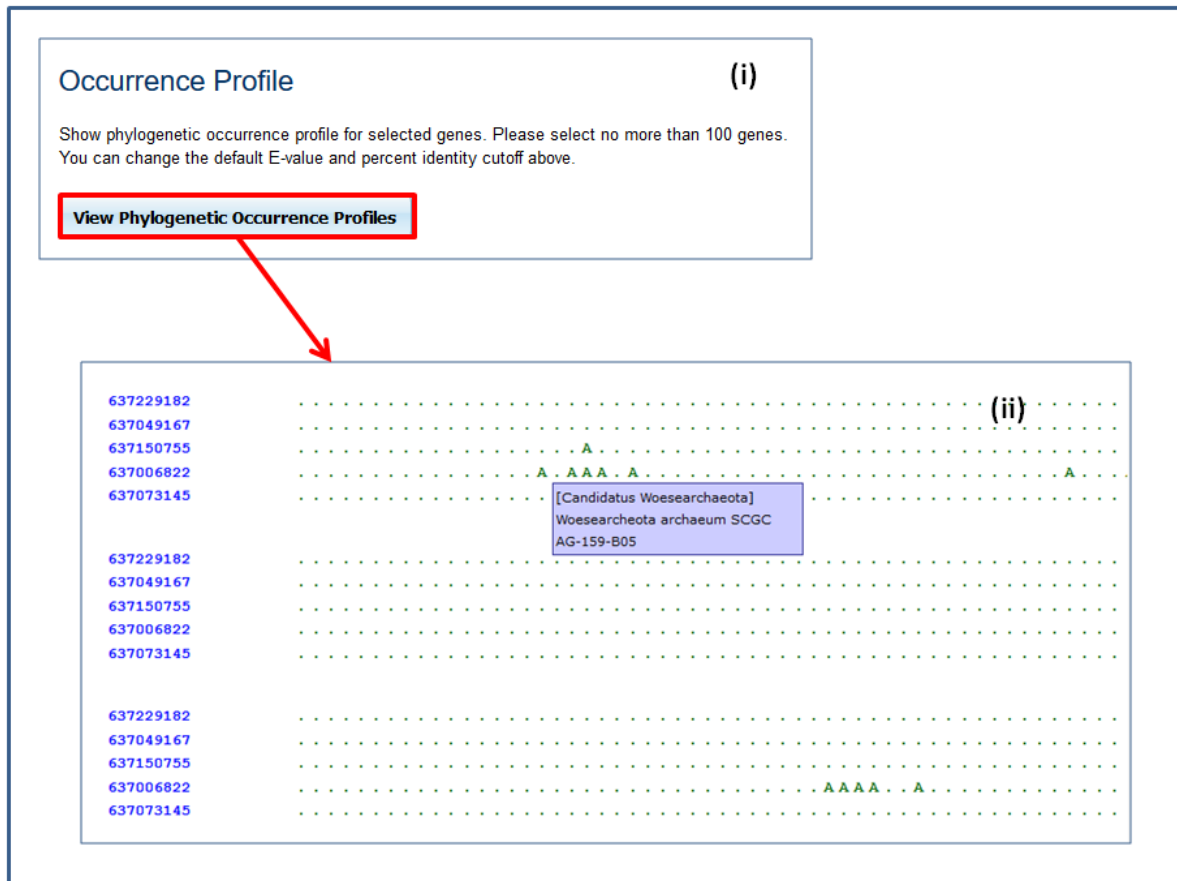 Occurrence Profile
(i)
Show phylogenetic occurrence profile for selected genes. Please select no more than 100 genes.
You can change the default E-value and percent identity cutoff above.
View Phylogenetic Occurrence Profiles
(ii)
637229182 . . . . . . . . . . . . . . . . . . . . . . . . . . . . . . . . . . . . . . . . . . . . . . . . . . . . . . .
637049167 . . . . . . . . . . . . . . . . . . . . . . . . . . . . . . . . . . . . . . . . . . . . . . . . . . . . . . .
637150755 . . . . . . . . . . . . . . . . . . . A . . . . . . . . . . . . . . . . . . . . . . . . . . . . . . . . . . .
637006822 . . . . . . . . . . . . . . . . A . A A A . A . . . . . . . . . . . . . . . . . . . . . . . . . . . . A . . . .
637073145 . . . . . . . . . . . . . . . . . . . . . . . . . . . . . . . . . . . . . .
[Candidatus Woesearchaeota]
Woesearcheota archaeum SCGC
AG-159-B05
637229182 . . . . . . . . . . . . . . . . . . . . . . . . . . . . . . . . . . . . . . . . . . . . . . . . . . . . . . .
637049167 . . . . . . . . . . . . . . . . . . . . . . . . . . . . . . . . . . . . . . . . . . . . . . . . . . . . . . .
637150755 . . . . . . . . . . . . . . . . . . . . . . . . . . . . . . . . . . . . . . . . . . . . . . . . . . . . . . .
637006822 . . . . . . . . . . . . . . . . . . . . . . . . . . . . . . . . . . . . . . . . . . . . . . . . . . . . . . .
637073145 . . . . . . . . . . . . . . . . . . . . . . . . . . . . . . . . . . . . . . . . . . . . . . . . . . . . . . .
637229182 . . . . . . . . . . . . . . . . . . . . . . . . . . . . . . . . . . . . . . . . . . . . . . . . . . . . . . .
637049167 . . . . . . . . . . . . . . . . . . . . . . . . . . . . . . . . . . . . . . . . . . . . . . . . . . . . . . .
637150755 . . . . . . . . . . . . . . . . . . . . . . . . . . . . . . . . . . . . . . . . . . . . . . . . . . . . . . .
637006822 . . . . . . . . . . . . . . . . . . . . . . . . . . . . . . . . . . . A A A A . . A . . . . . . . . . . . . .
637073145 . . . . . . . . . . . . . . . . . . . . . . . . . . . . . . . . . . . . . . . . . . . . . . . . . . . . . . .